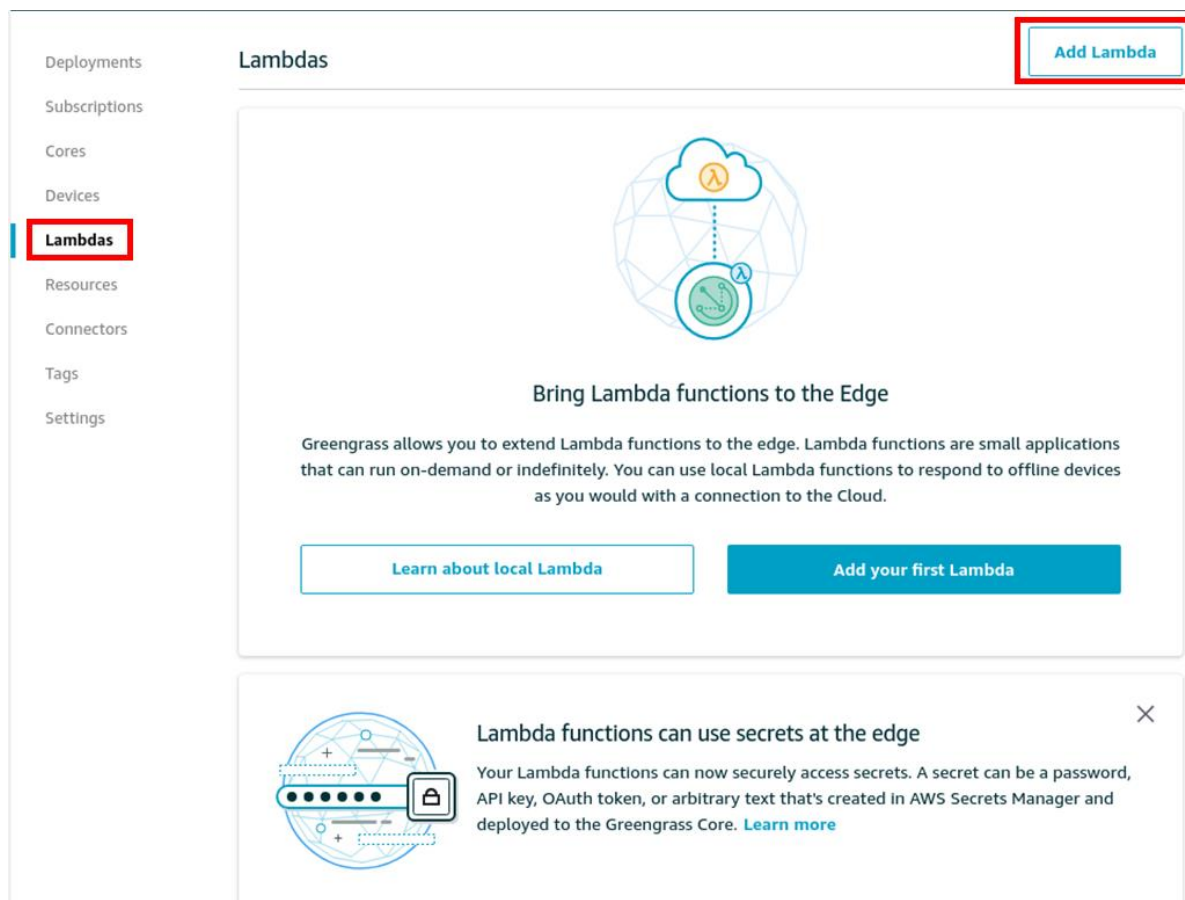 Deployments
Subscriptions
Cores
Devices
Lambdas
Resources
Connectors
Tags
Settings
Lambdas
Add Lambda
λ
λ
Bring Lambda functions to the Edge
Greengrass allows you to extend Lambda functions to the edge. Lambda functions are small applications
that can run on-demand or indefinitely. You can use local Lambda functions to respond to offline devices
as you would with a connection to the Cloud.
Learn about local Lambda
Add your first Lambda
Lambda functions can use secrets at the edge
Your Lambda functions can now securely access secrets. A secret can be a password,
API key, OAuth token, or arbitrary text that's created in AWS Secrets Manager and
deployed to the Greengrass Core. Learn more